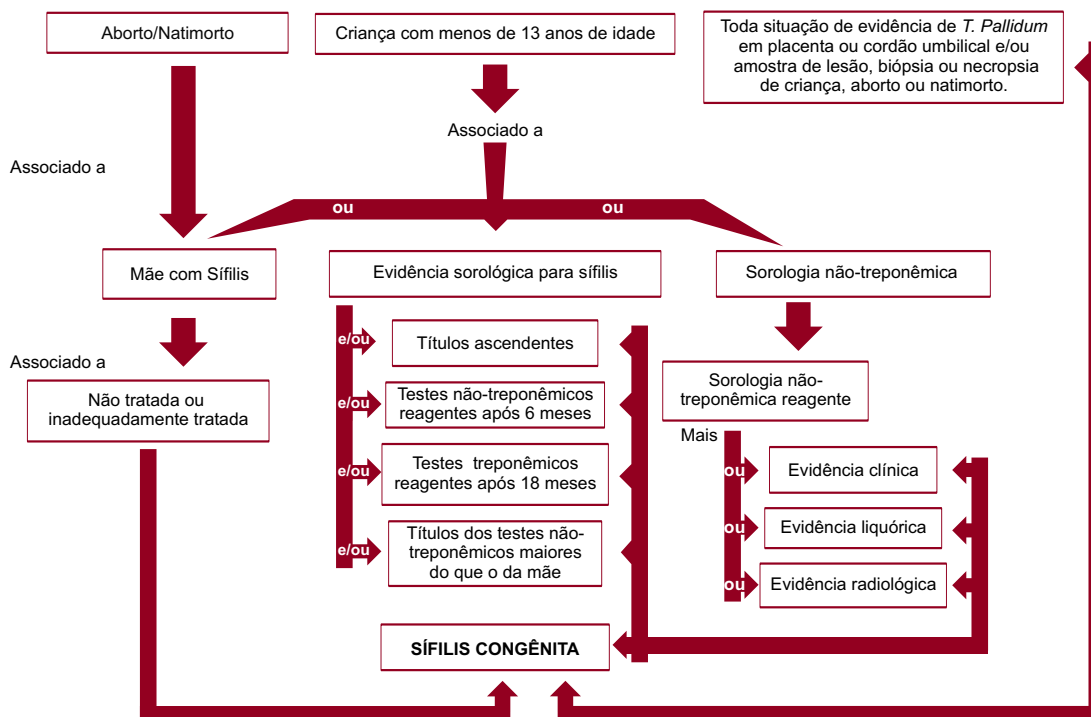 Aborto/Natimorto
Criança com menos de 13 anos de idade
Toda situação de evidência de T. Pallidum
em placenta ou cordão umbilical e/ou
amostra de lesão, biópsia ou necropsia
de criança, aborto ou natimorto.
Associado a
Associado a
ou
ou
Mãe com Sífilis
Evidência sorológica para sífilis
Sorologia não-treponêmica
Associado a
Não tratada ou
inadequadamente tratada
e/ou
Títulos ascendentes
e/ou
Testes não-treponêmicos
reagentes após 6 meses
e/ou
Testes treponêmicos
reagentes após 18 meses
e/ou
Títulos dos testes não-
treponêmicos maiores
do que o da mãe
Sorologia não-
treponêmica reagente
Mais
ou
Evidência clínica
ou
Evidência liquórica
ou
Evidência radiológica
SÍFILIS CONGÊNITA